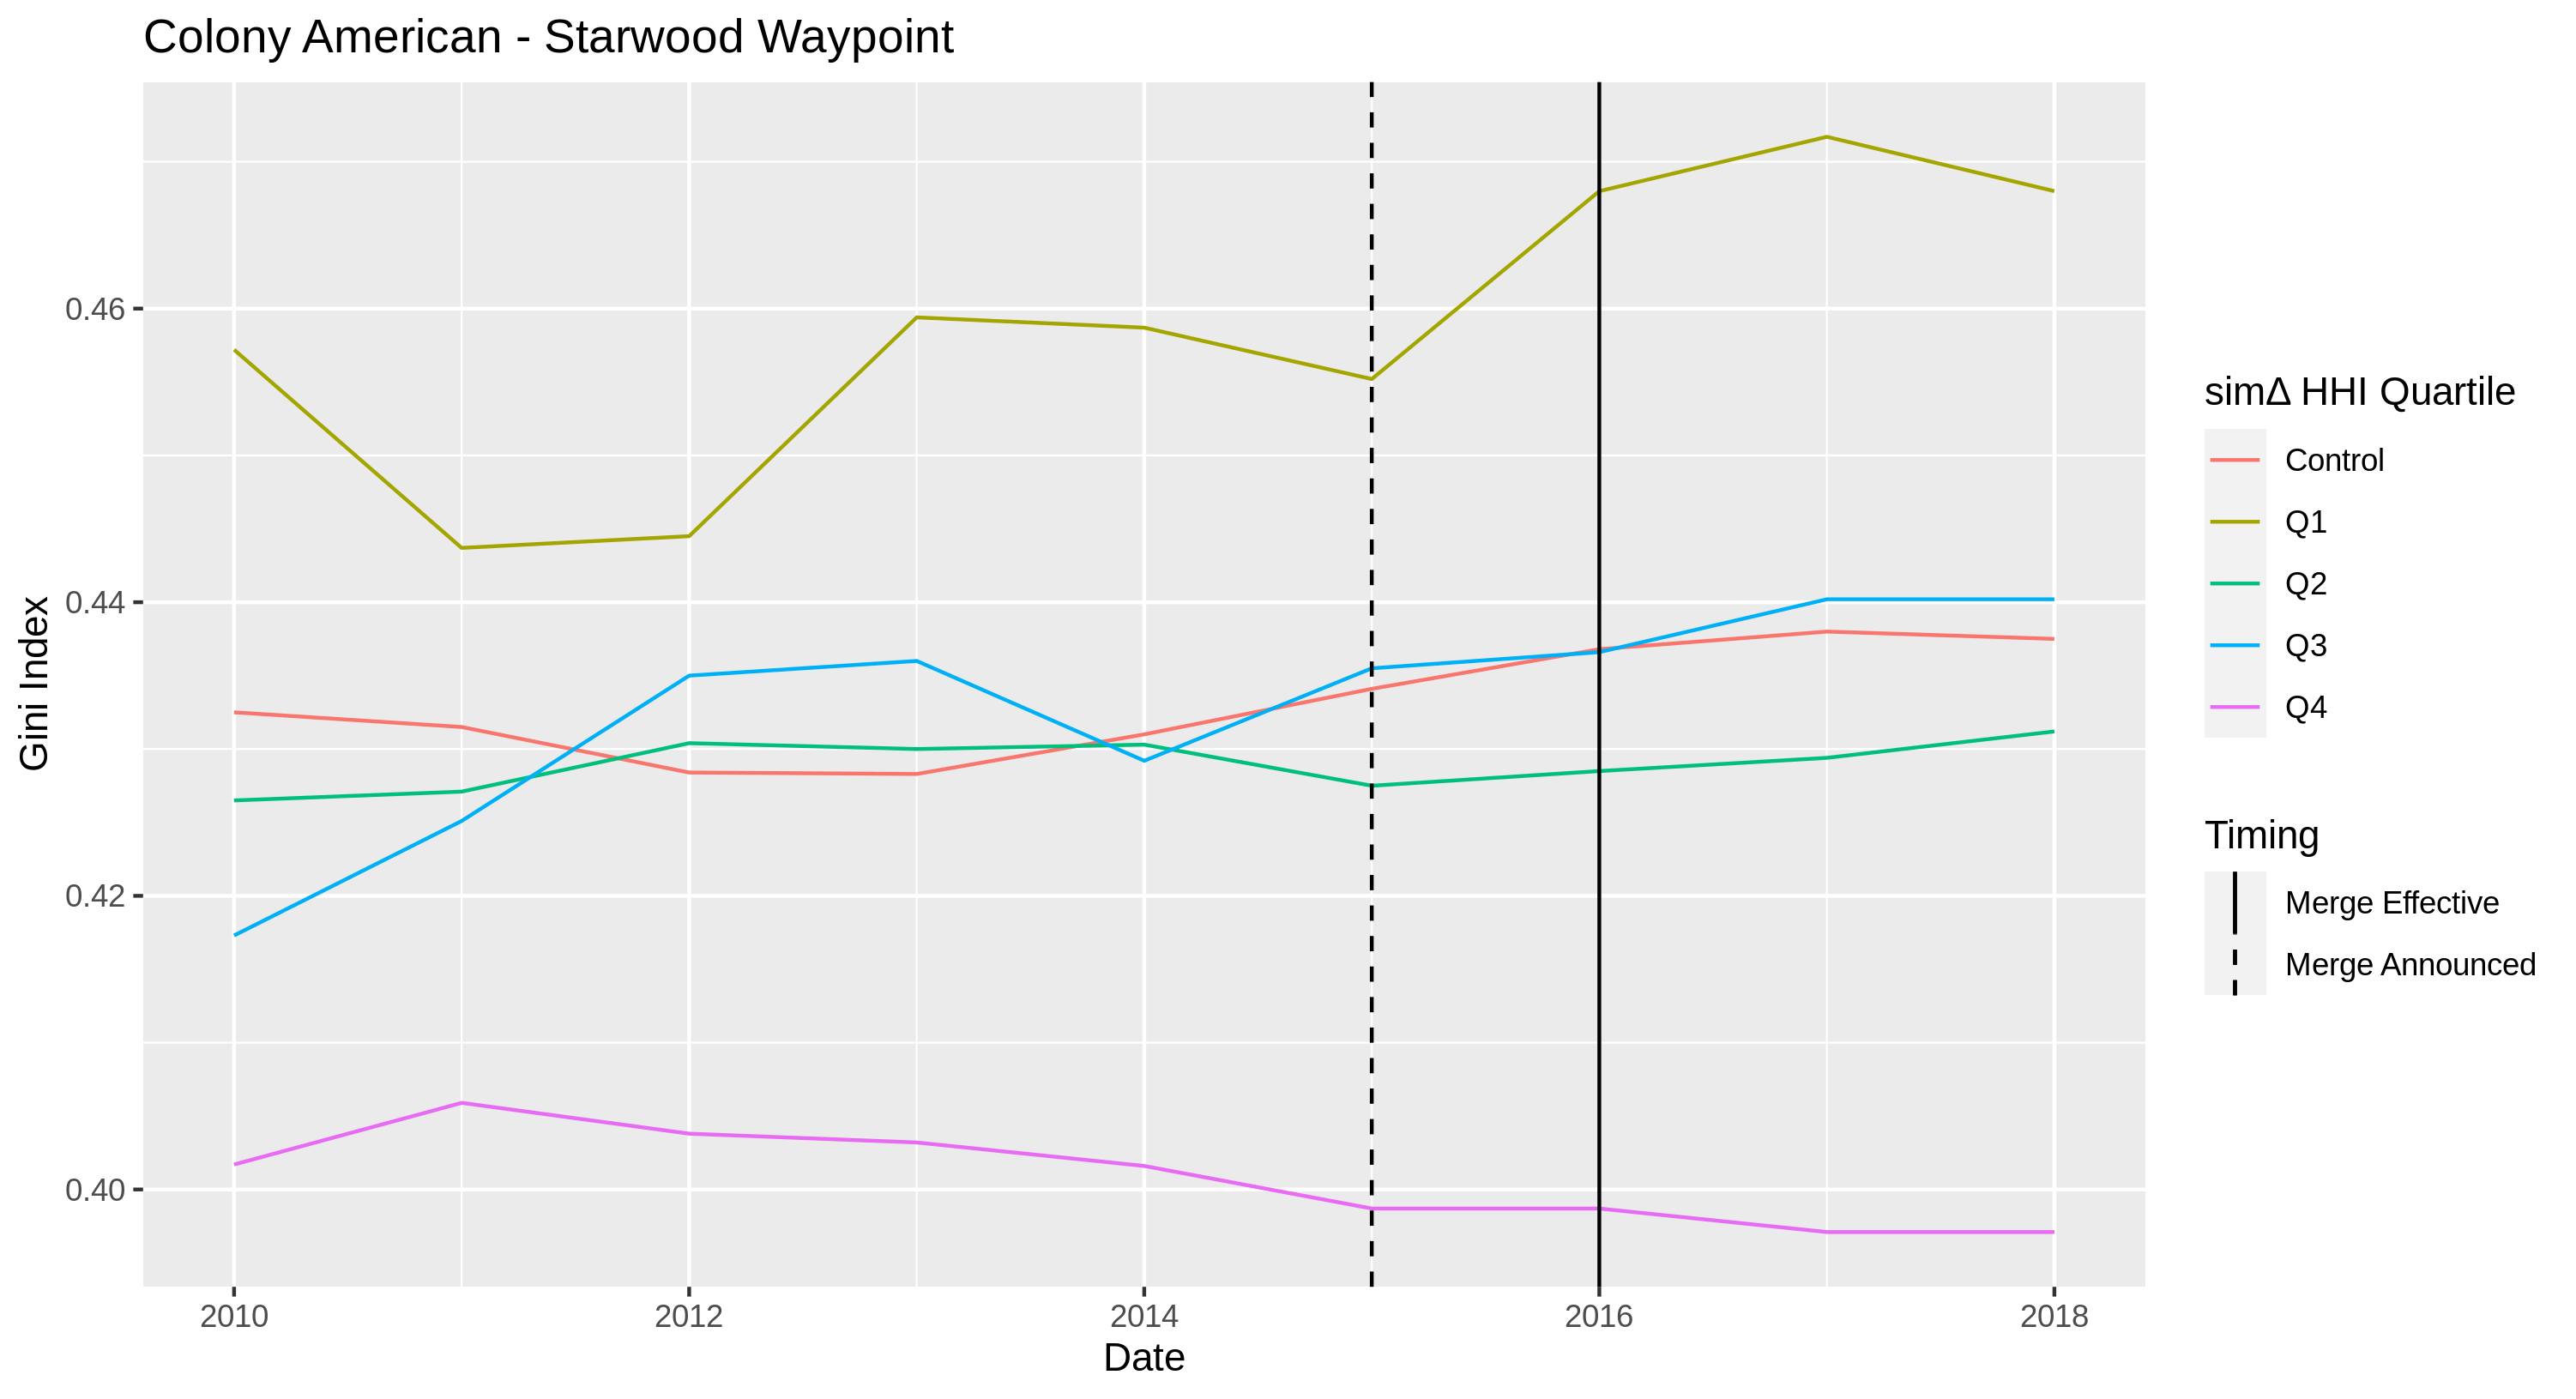 Colony American - Starwood Waypoint
Gini Index
0.46
0.44
0.42
0.40
2010
2012
2014
2016
2018
Date
simΔ HHI Quartile
Control
Q1
Q2
Q3
Q4
Timing
Merge Effective
Merge Announced